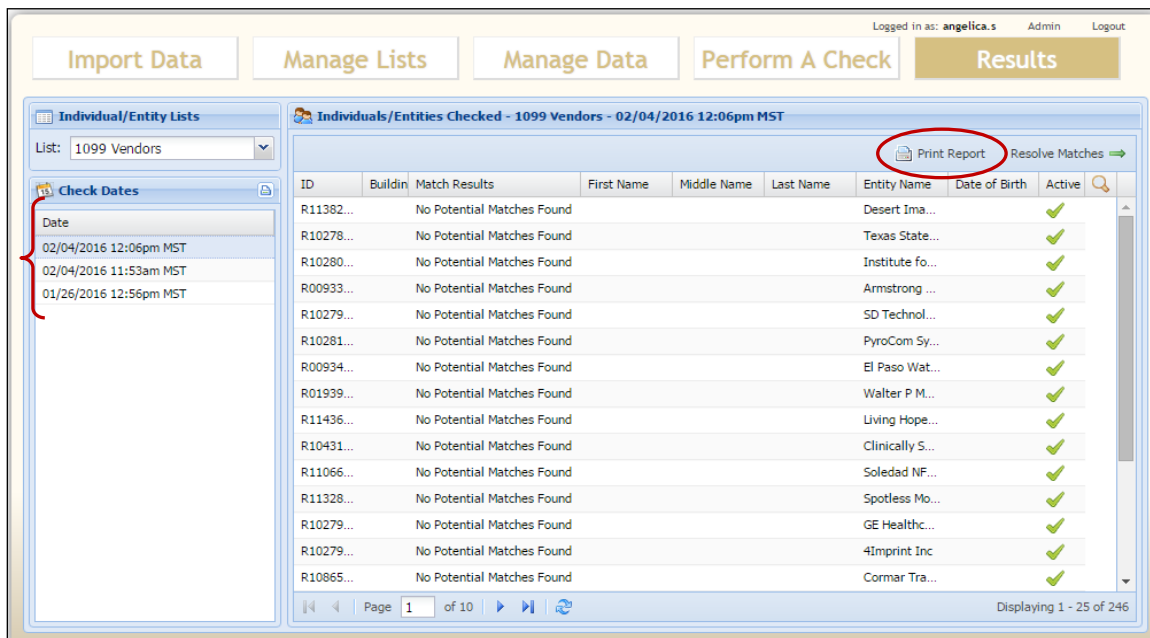 Logged in as: angelica.s Admin Logout
Import Data Manage Lists Manage Data Perform A Check Results
Individual/Entity Lists
List: 1099 Vendors
Check Dates
Date
02/04/2016 12:06pm MST
02/04/2016 11:53am MST
01/26/2016 12:56pm MST
Individuals/Entities Checked - 1099 Vendors - 02/04/2016 12:06pm MST
Print Report Resolve Matches
ID Buildin Match Results First Name Middle Name Last Name Entity Name Date of Birth Active
R11382... No Potential Matches Found Desert Ima...
R10278... No Potential Matches Found Texas State...
R10280... No Potential Matches Found Institute fo...
R00933... No Potential Matches Found Armstrong ...
R10279... No Potential Matches Found SD Technol...
R10281... No Potential Matches Found PyroCom Sy...
R00934... No Potential Matches Found El Paso Wat...
R01939... No Potential Matches Found Walter P M...
R11436... No Potential Matches Found Living Hope...
R10431... No Potential Matches Found Clinically S...
R11066... No Potential Matches Found Soledad NF...
R11328... No Potential Matches Found Spotless Mo...
R10279... No Potential Matches Found GE Healthc...
R10279... No Potential Matches Found 4Imprint Inc
R10865... No Potential Matches Found Cormar Tra...
Page 1 of 10 Displaying 1 - 25 of 246